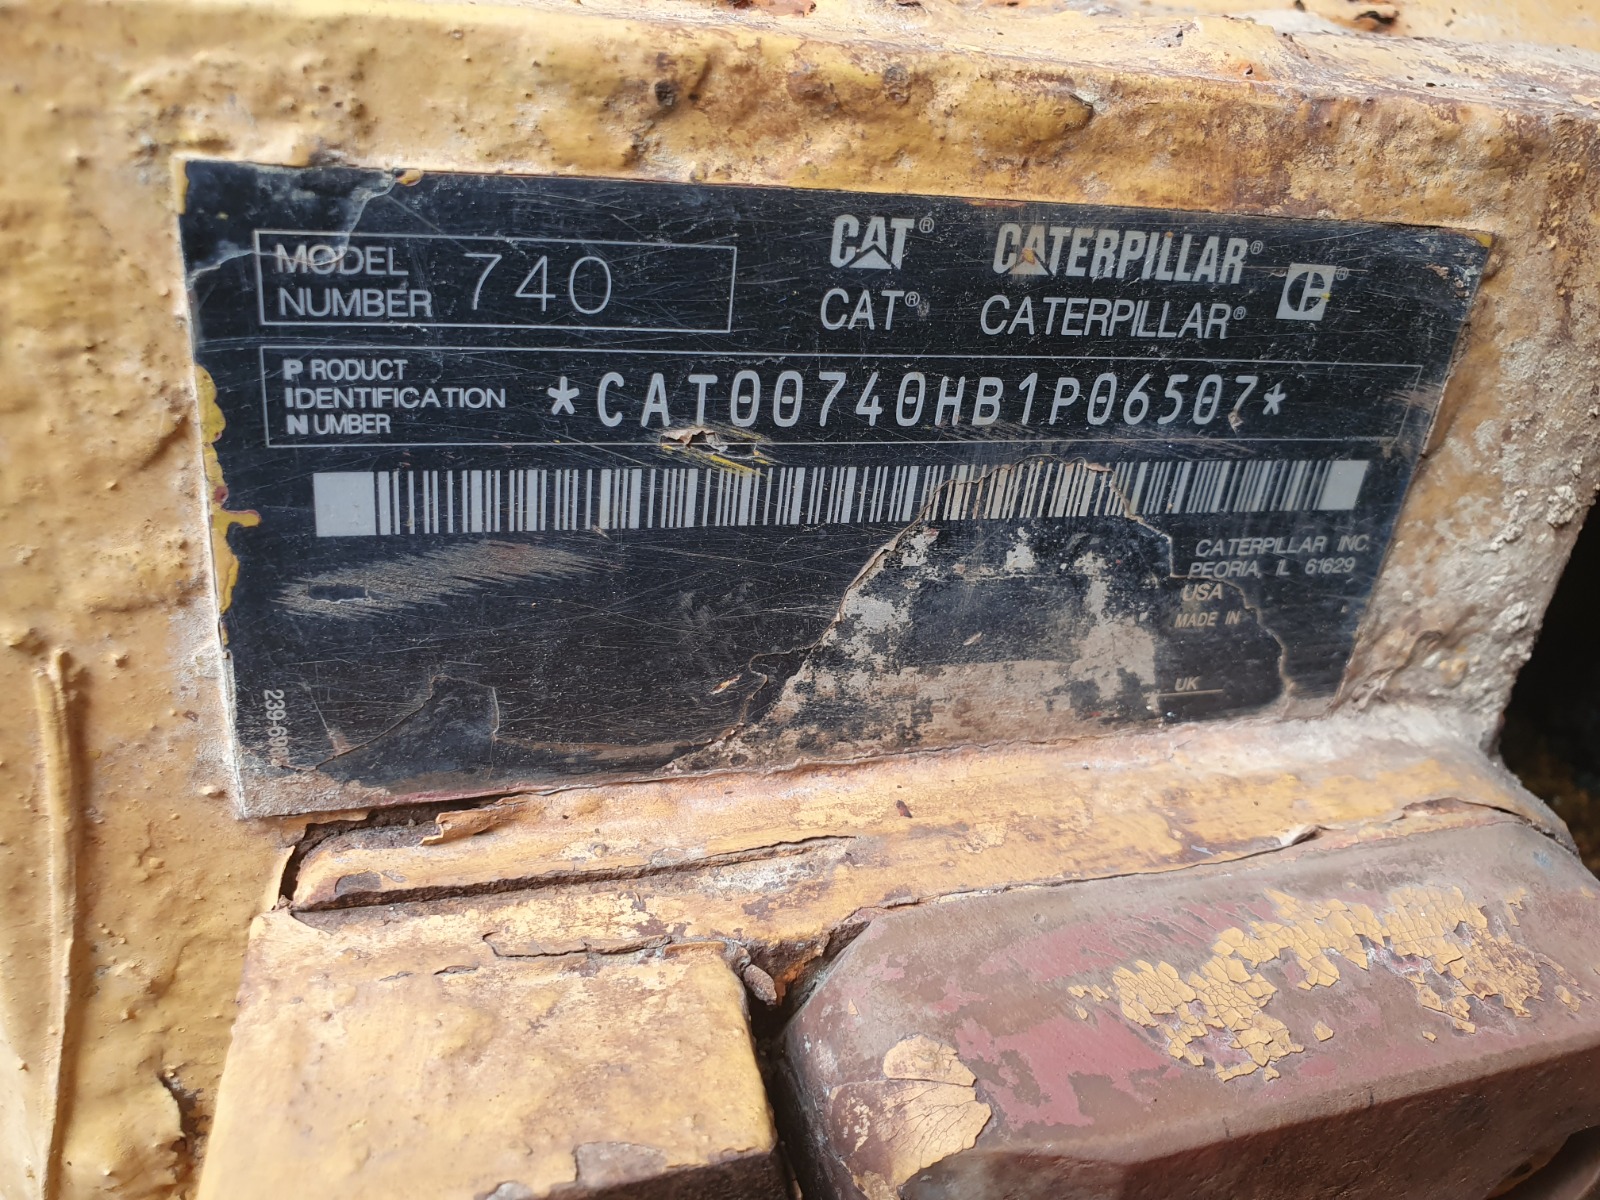 MODEL
NUMBER 740
CAT® CATERPILLAR®
CAT® CATERPILLAR®
PRODUCT
IDENTIFICATION
NUMBER
*CAT00740HB1P06507*
CATERPILLAR INC.
PEORIA, IL 61629
USA
MADE IN
UK